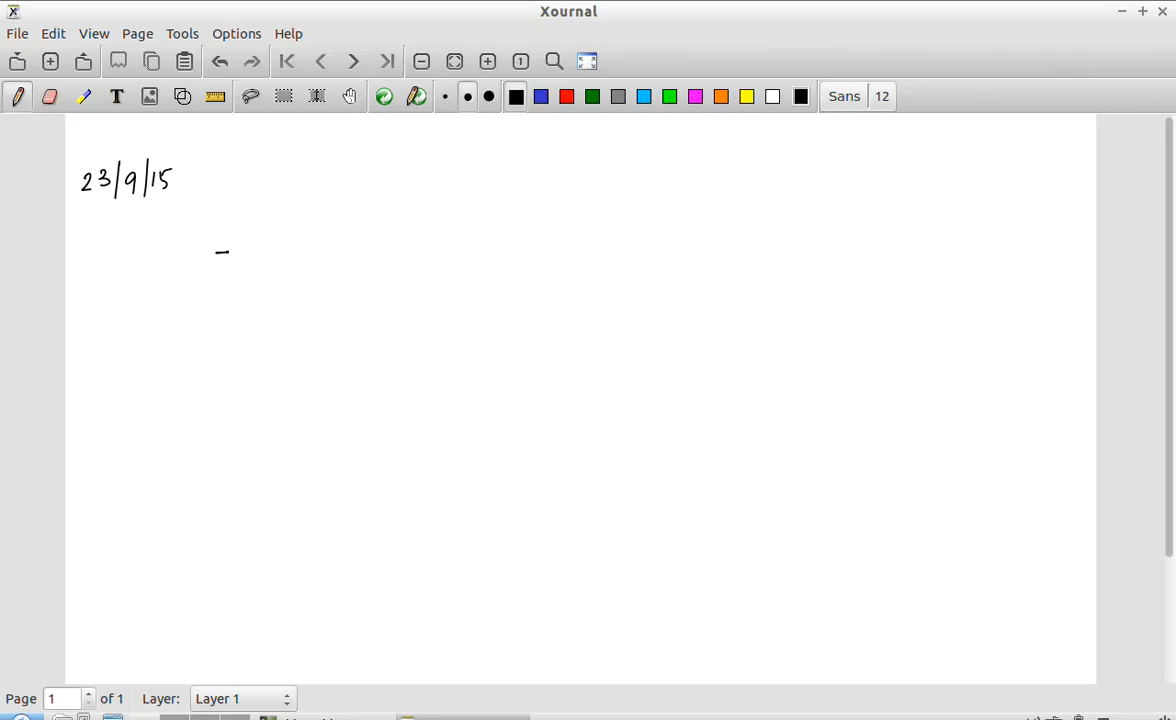 Xournal
File Edit View Page Tools Options Help
Sans 12
23/9/15
-
Page 1 of 1 Layer: Layer 1